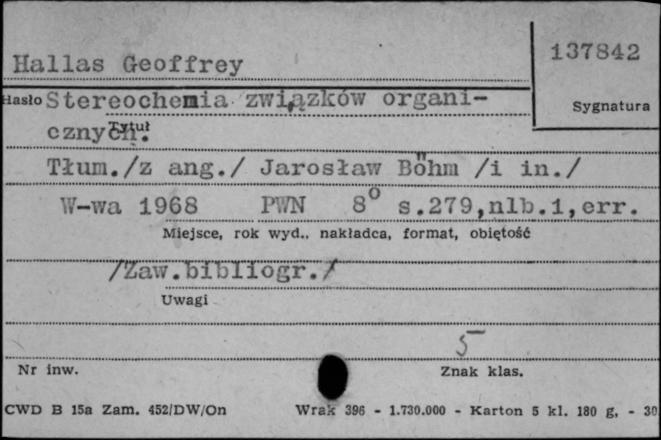 Hallas Geoffrey
137842
Hasło Stereochemia związków organi-
Sygnatura
cznych.
Tytuł
Tłum./z ang./ Jarosław Böhm /i in./
W-wa 1968 PWN 8° s.279,nlb.1,err.
Miejsce, rok wyd., nakładca, format, objętość
/Zaw.bibliogr./
Uwagi
5
Nr inw.
Znak klas.
CWD B 15a Zam. 452/DW/On Wrak 396 - 1.730.000 - Karton 5 kl. 180 g, - 30